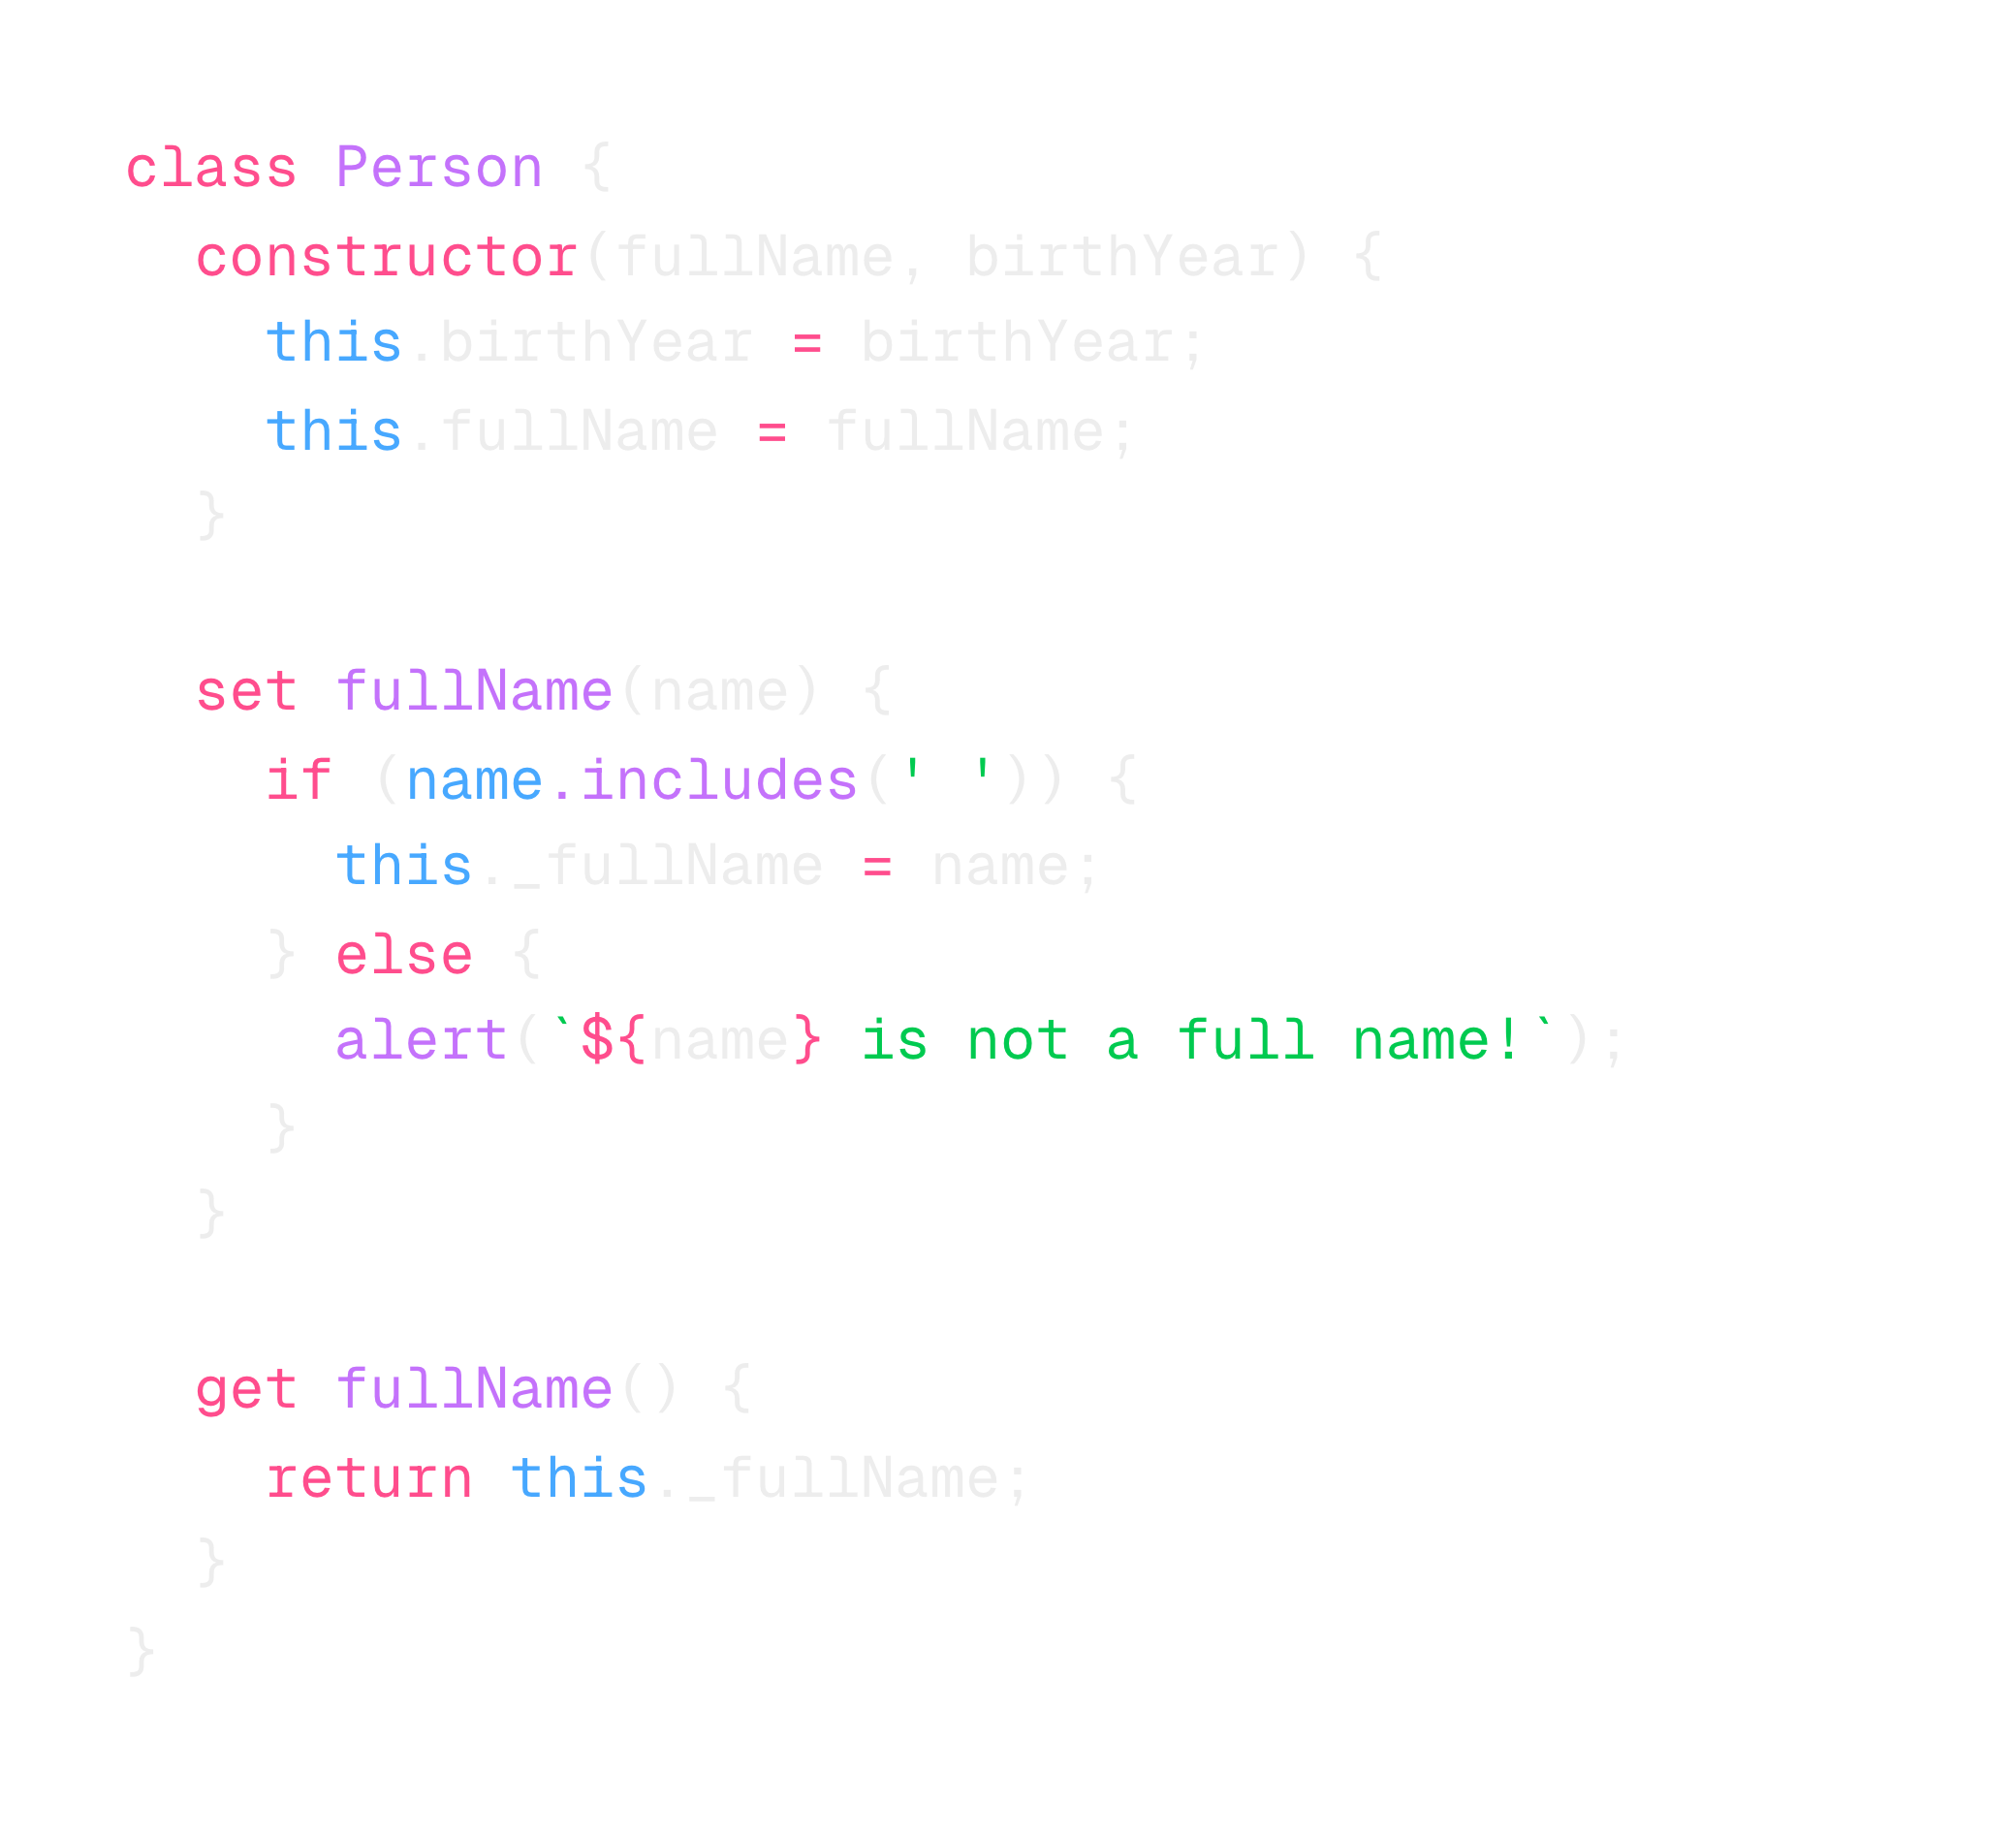 class Person {
  constructor(fullName, birthYear) {
    this.birthYear = birthYear;
    this.fullName = fullName;
  }

  set fullName(name) {
    if (name.includes(' ')) {
      this._fullName = name;
    } else {
      alert(`${name} is not a full name!`);
    }
  }

  get fullName() {
    return this._fullName;
  }
}